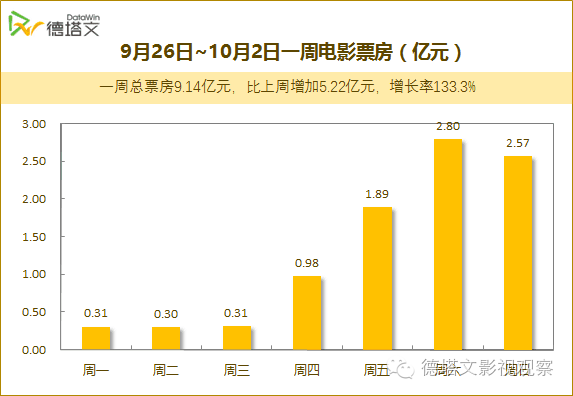 DataWin
德塔文
9月26日~10月2日一周电影票房（亿元）
一周总票房9.14亿元，比上周增加5.22亿元，增长率133.3%
3.00
2.50
2.00
1.50
1.00
0.50
0.00
0.31
0.30
0.31
0.98
1.89
2.80
2.57
周一
周二
周三
周四
周五
周六
周日
德塔文影视观察